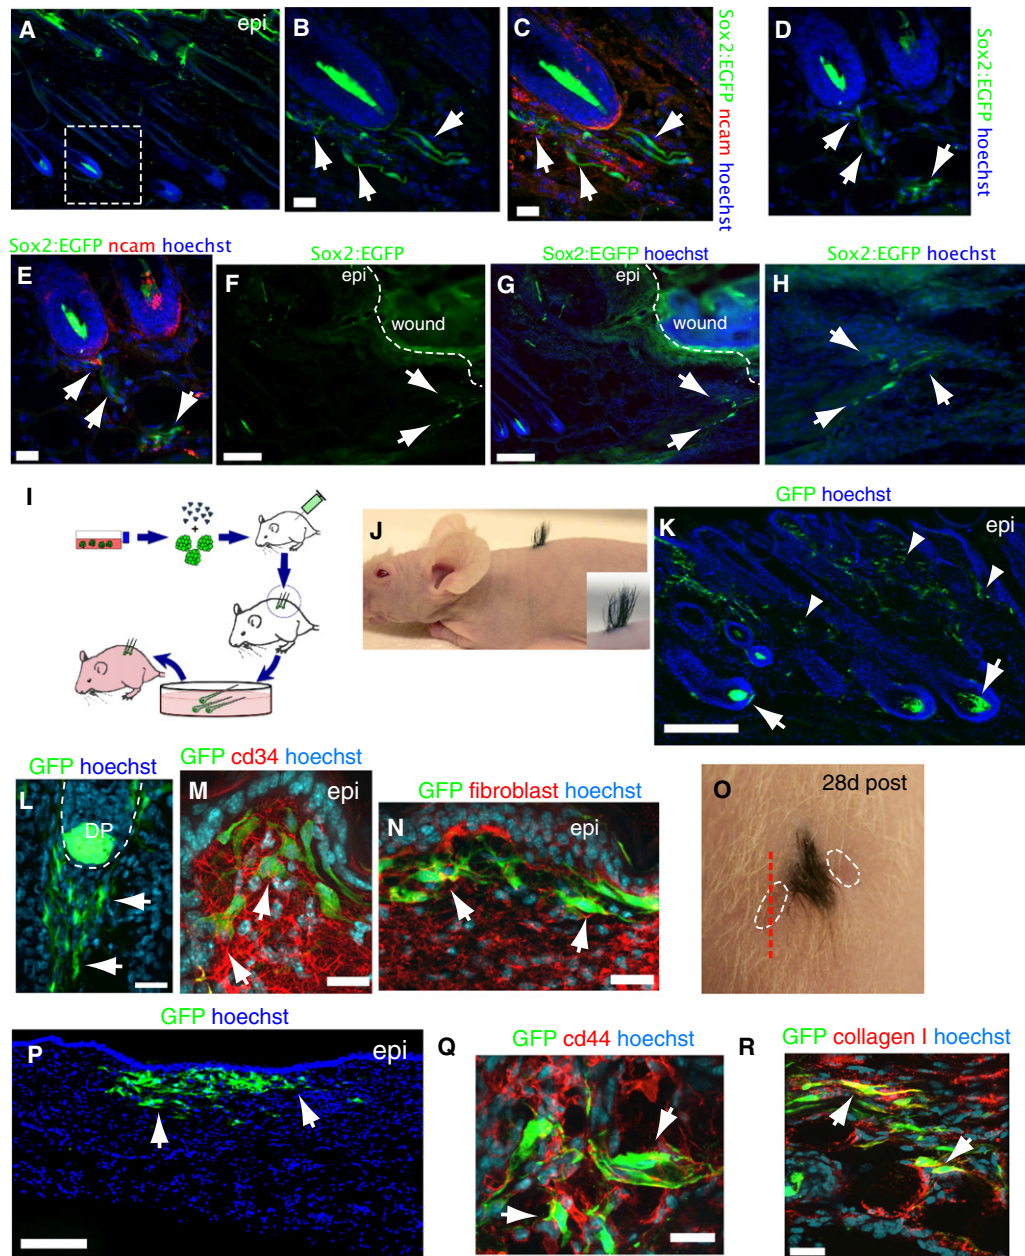 A
epi
B
C
Sox2:EGFP ncam hoechst
D
Sox2:EGFP hoechst
Sox2:EGFP ncam hoechst
E
Sox2:EGFP
F
epi
wound
Sox2:EGFP hoechst
G
epi
wound
Sox2:EGFP hoechst
H
I
+
J
GFP hoechst
K
epi
GFP hoechst
L
DP
GFP cd34 hoechst
M
epi
GFP fibroblast hoechst
N
epi
O
28d post
GFP hoechst
P
epi
Q
GFP cd44 hoechst
R
GFP collagen I hoechst